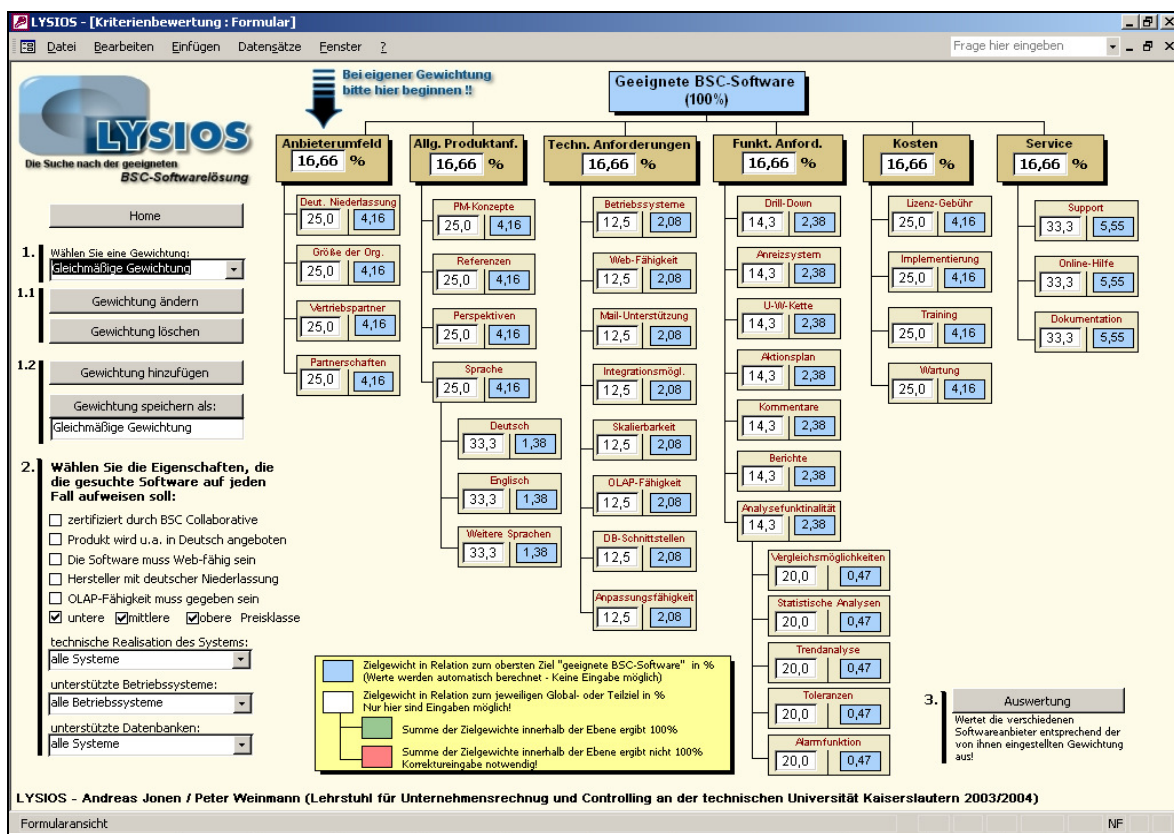 LYSIOS - [Kriterienbewertung : Formular]
Datei Bearbeiten Einfügen Datensätze Fenster ?
Frage hier eingeben
LYSIOS
Die Suche nach der geeigneten
BSC-Softwarelösung
Home
1.
Wählen Sie eine Gewichtung:
Gleichmäßige Gewichtung
1.1
Gewichtung ändern
Gewichtung löschen
1.2
Gewichtung hinzufügen
Gewichtung speichern als:
Gleichmäßige Gewichtung
2.
Wählen Sie die Eigenschaften, die
die gesuchte Software auf jeden
Fall aufweisen soll:
zertifiziert durch BSC Collaborative
Produkt wird u.a. in Deutsch angeboten
Die Software muss Web-fähig sein
Hersteller mit deutscher Niederlassung
OLAP-Fähigkeit muss gegeben sein
untere mittlere obere Preisklasse
technische Realisation des Systems:
alle Systeme
unterstützte Betriebssysteme:
alle Betriebssysteme
unterstützte Datenbanken:
alle Systeme
Bei eigener Gewichtung
bitte hier beginnen !!
Geeignete BSC-Software
(100%)
Anbieterumfeld
16,66 %
Deut. Niederlassung
25,0 4,16
Größe der Org.
25,0 4,16
Vertriebspartner
25,0 4,16
Partnerschaften
25,0 4,16
Allg. Produktanf.
16,66 %
PM-Konzepte
25,0 4,16
Referenzen
25,0 4,16
Perspektiven
25,0 4,16
Sprache
25,0 4,16
Deutsch
33,3 1,38
Englisch
33,3 1,38
Weitere Sprachen
33,3 1,38
Techn. Anforderungen
16,66 %
Betriebssysteme
12,5 2,08
Web-Fähigkeit
12,5 2,08
Mail-Unterstützung
12,5 2,08
Integrationsmögl.
12,5 2,08
Skalierbarkeit
12,5 2,08
OLAP-Fähigkeit
12,5 2,08
DB-Schnittstellen
12,5 2,08
Anpassungsfähigkeit
12,5 2,08
Funkt. Anford.
16,66 %
Drill-Down
14,3 2,38
Anreizsystem
14,3 2,38
U-W-Kette
14,3 2,38
Aktionsplan
14,3 2,38
Kommentare
14,3 2,38
Berichte
14,3 2,38
Analysefunktinalität
14,3 2,38
Vergleichsmöglichkeiten
20,0 0,47
Statistische Analysen
20,0 0,47
Trendanalyse
20,0 0,47
Toleranzen
20,0 0,47
Alarmfunktion
20,0 0,47
Kosten
16,66 %
Lizenz-Gebühr
25,0 4,16
Implementierung
25,0 4,16
Training
25,0 4,16
Wartung
25,0 4,16
Service
16,66 %
Support
33,3 5,55
Online-Hilfe
33,3 5,55
Dokumentation
33,3 5,55
Zielgewicht in Relation zum obersten Ziel "geeignete BSC-Software" in %
(Werte werden automatisch berechnet - Keine Eingabe möglich)
Zielgewicht in Relation zum jeweiligen Global- oder Teilziel in %
Nur hier sind Eingaben möglich!
Summe der Zielgewichte innerhalb der Ebene ergibt 100%
Summe der Zielgewichte innerhalb der Ebene ergibt nicht 100%
Korrektureingabe notwendig!
3.
Auswertung
Wertet die verschiedenen
Softwareanbieter entsprechend der
von ihnen eingestellten Gewichtung
aus!
LYSIOS - Andreas Jonen / Peter Weinmann (Lehrstuhl für Unternehmensrechnug und Controlling an der technischen Universität Kaiserslautern 2003/2004)
Formularansicht
NF